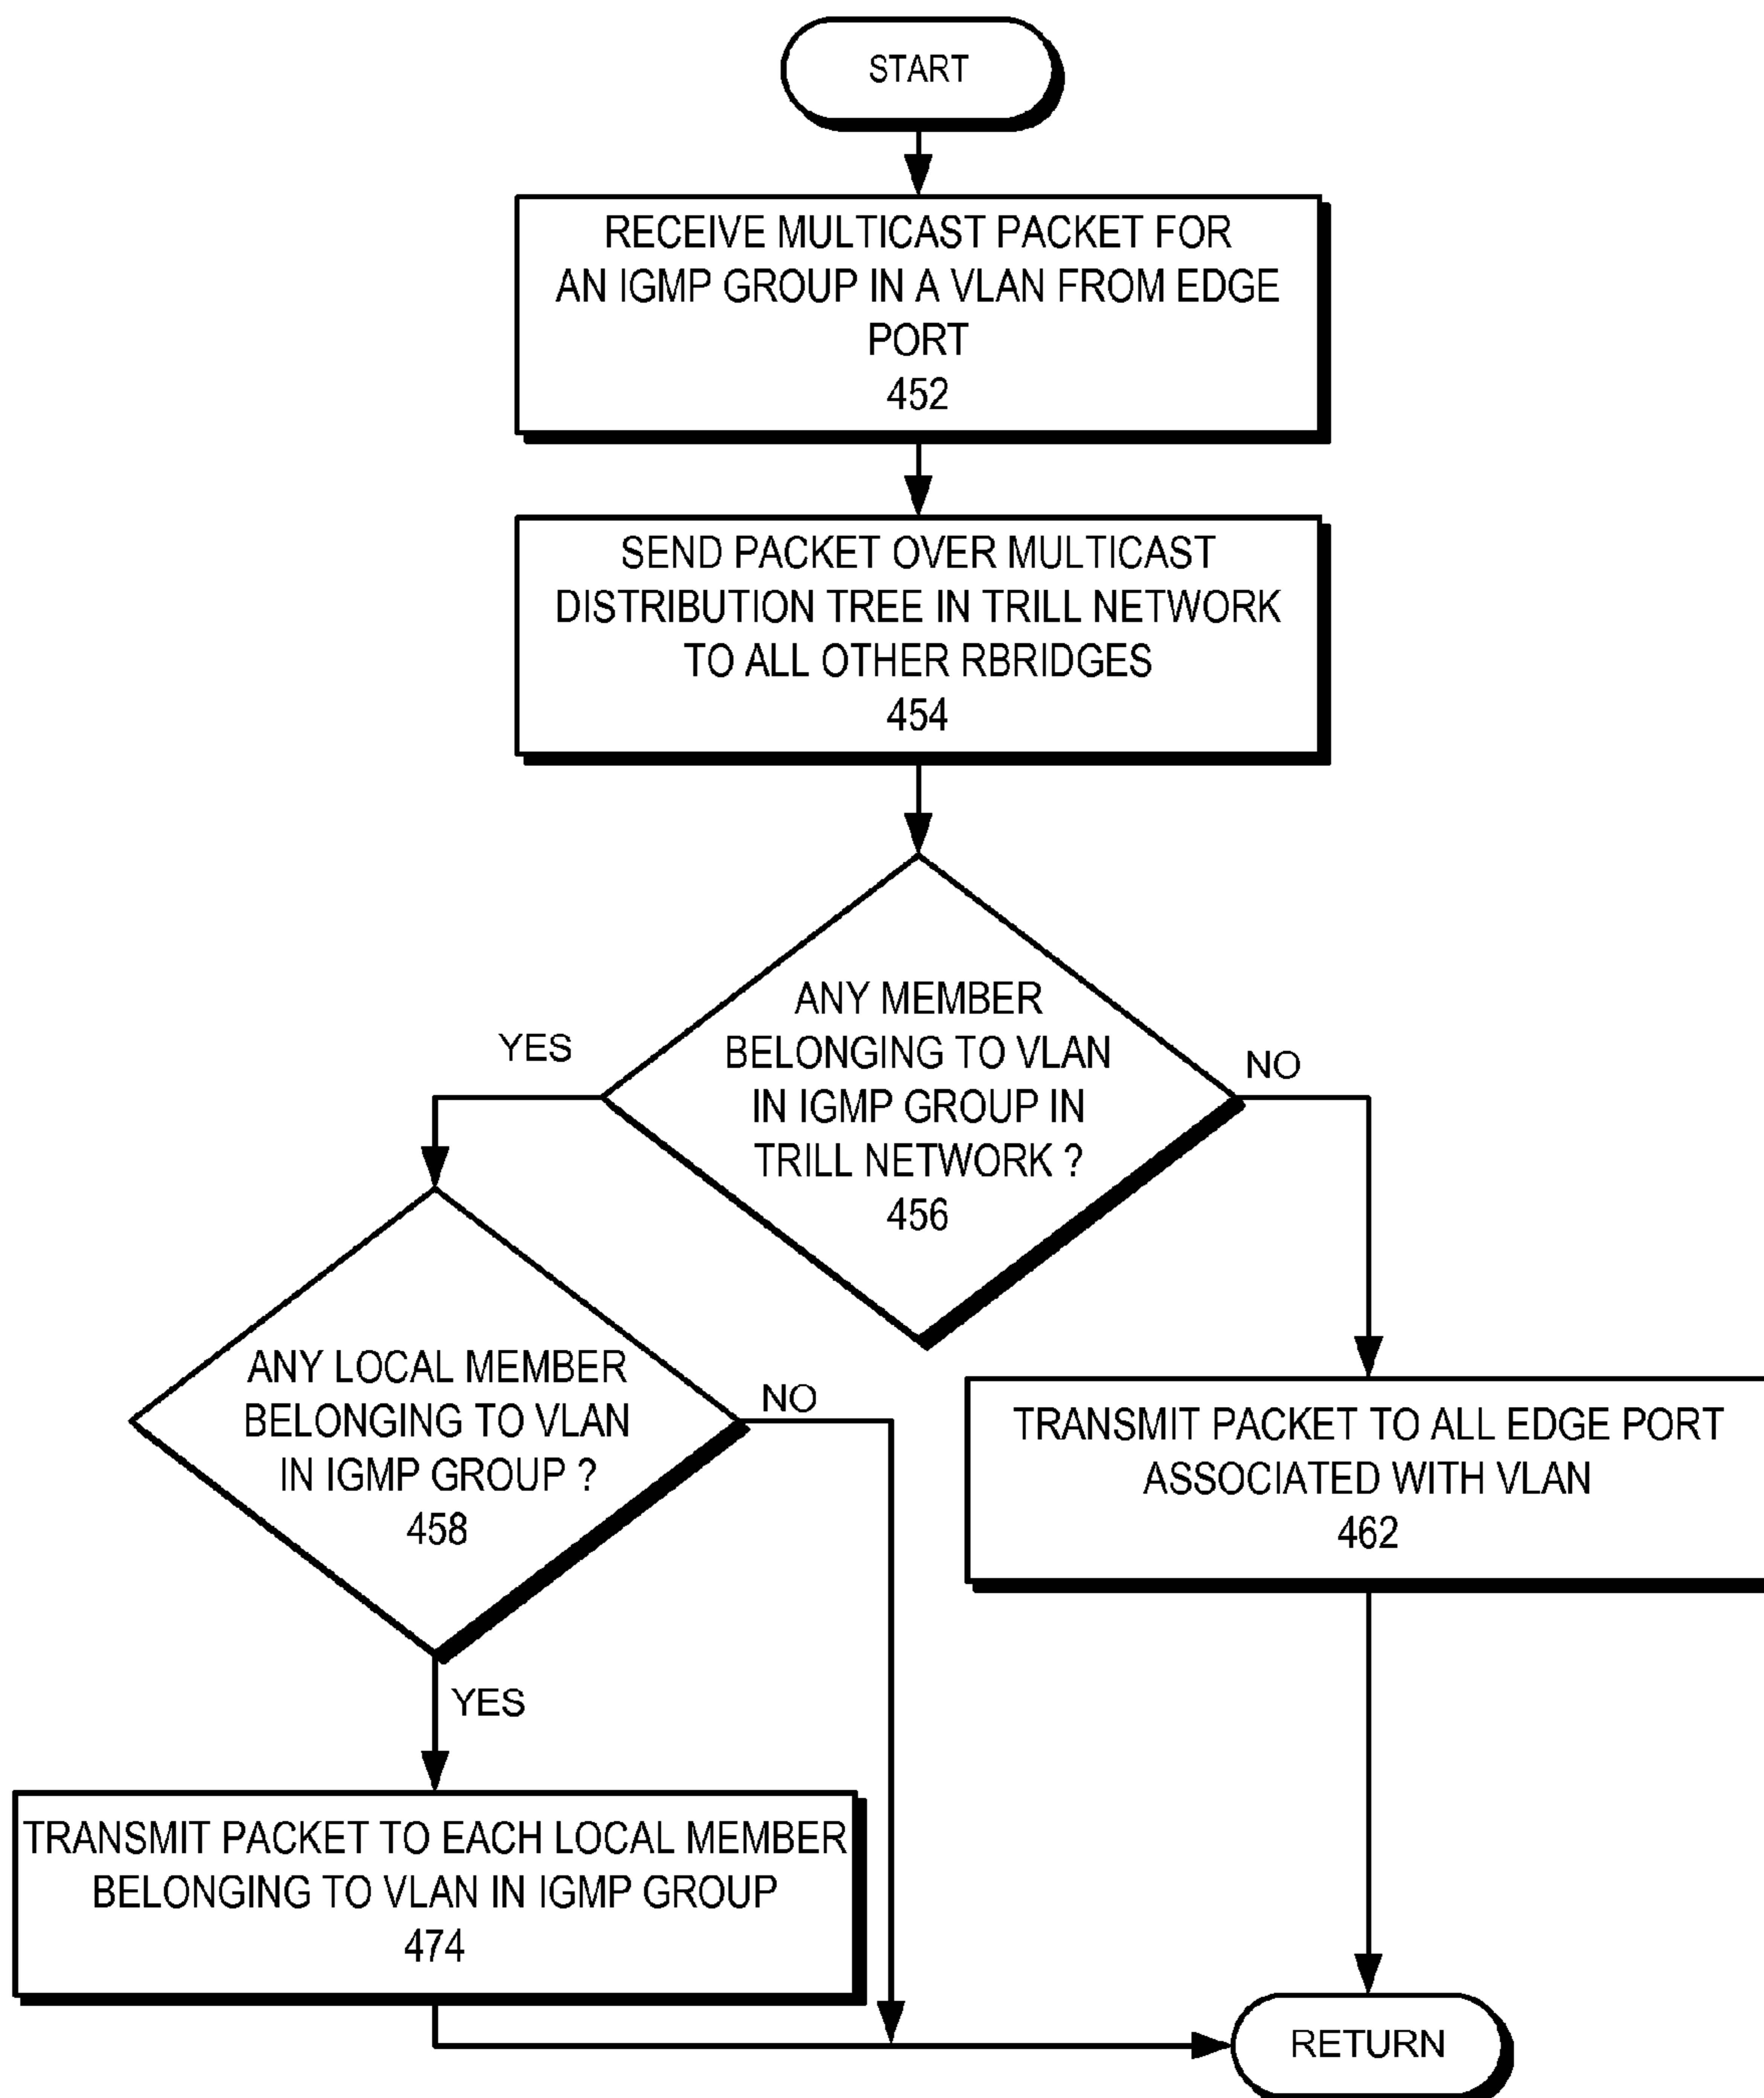 START
RECEIVE MULTICAST PACKET FOR
AN IGMP GROUP IN A VLAN FROM EDGE
PORT
452
SEND PACKET OVER MULTICAST
DISTRIBUTION TREE IN TRILL NETWORK
TO ALL OTHER RBRIDGES
454
ANY MEMBER
BELONGING TO VLAN
IN IGMP GROUP IN
TRILL NETWORK ?
456
YES
NO
ANY LOCAL MEMBER
BELONGING TO VLAN
IN IGMP GROUP ?
458
NO
YES
TRANSMIT PACKET TO ALL EDGE PORT
ASSOCIATED WITH VLAN
462
TRANSMIT PACKET TO EACH LOCAL MEMBER
BELONGING TO VLAN IN IGMP GROUP
474
RETURN